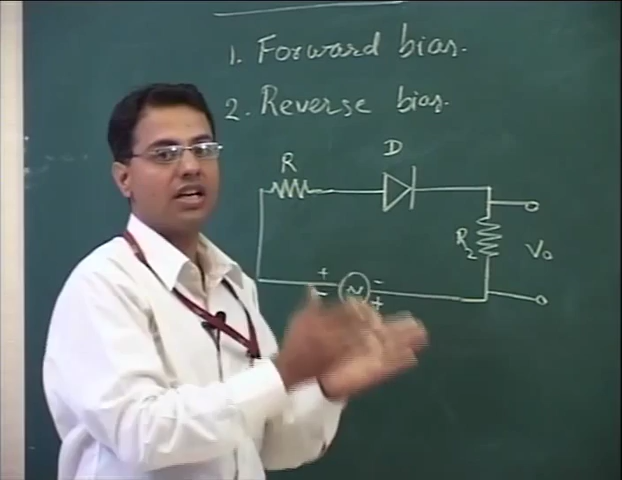 1. Forward bias.
2. Reverse bias.
D
R
R2
Vo
+ -
- +